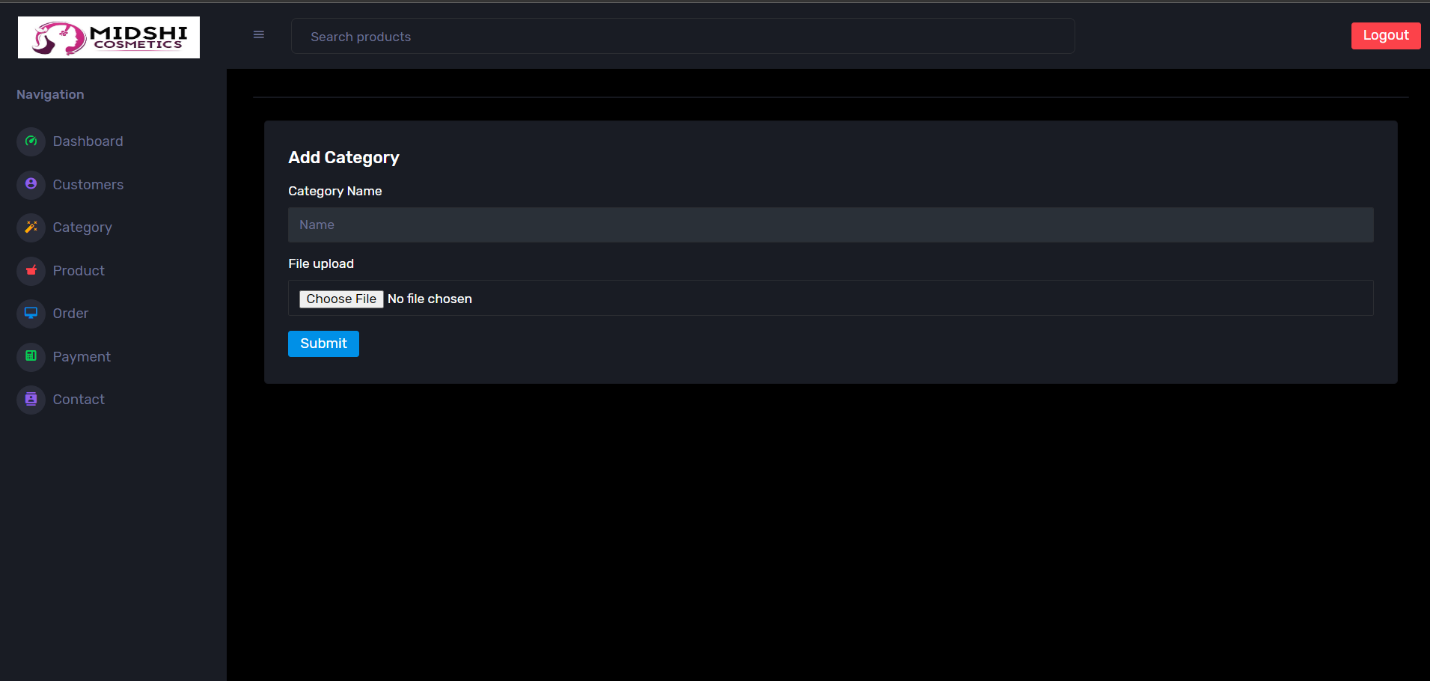 MIDSHI
COSMETICS
Search products
Logout
Navigation
Dashboard
Customers
Category
Product
Order
Payment
Contact
Add Category
Category Name
Name
File upload
Choose File No file chosen
Submit